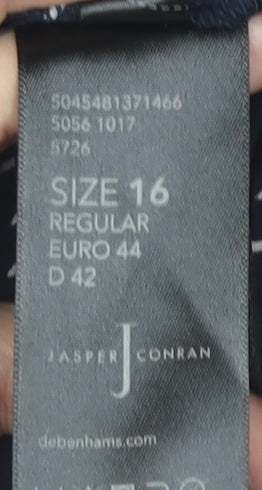 5045481371466
5056 1017
5726
SIZE 16
REGULAR
EURO 44
D 42
JASPER J CONRAN
debenhams.com